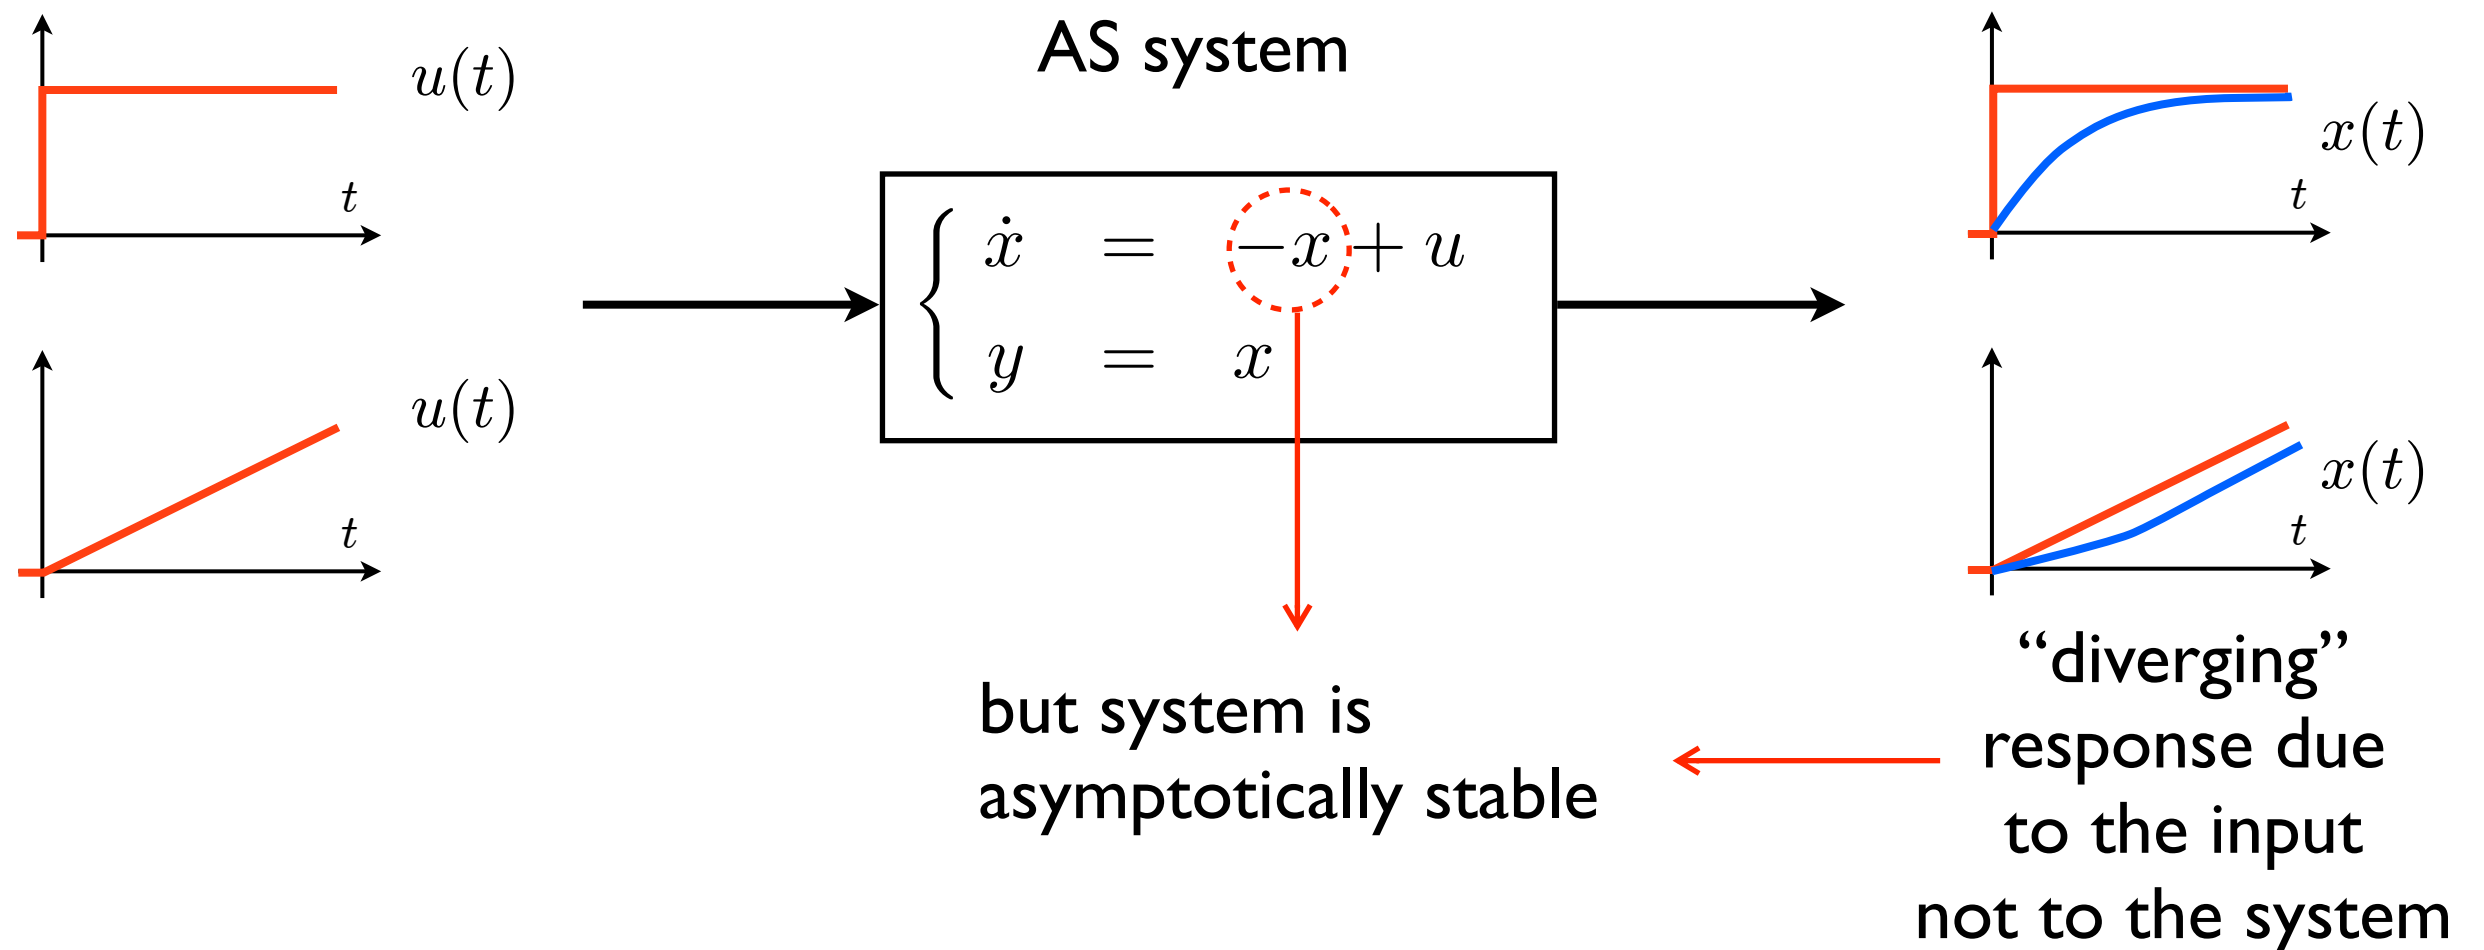 AS system
u(t)
t
u(t)
t
ẋ = −x + u
y = x
x(t)
t
x(t)
t
but system is
asymptotically stable
“diverging”
response due
to the input
not to the system